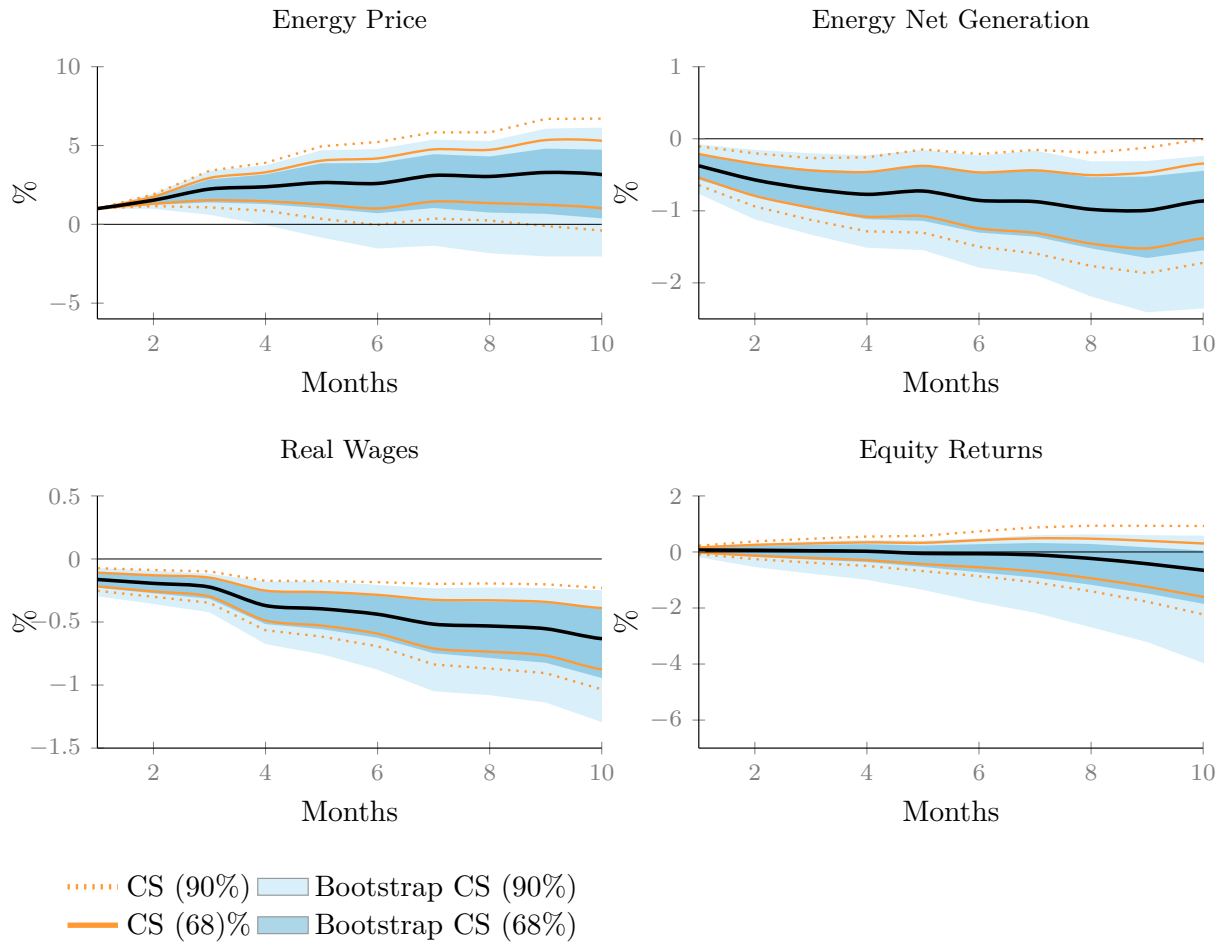 Energy Price
Energy Net Generation
10
5
0
−5
%
2 4 6 8 10
Months
1
0
−1
−2
%
2 4 6 8 10
Months
Real Wages
Equity Returns
0.5
0
−0.5
−1
−1.5
%
2 4 6 8 10
Months
2
0
−2
−4
−6
%
2 4 6 8 10
Months
CS (90%) Bootstrap CS (90%)
CS (68)% Bootstrap CS (68%)